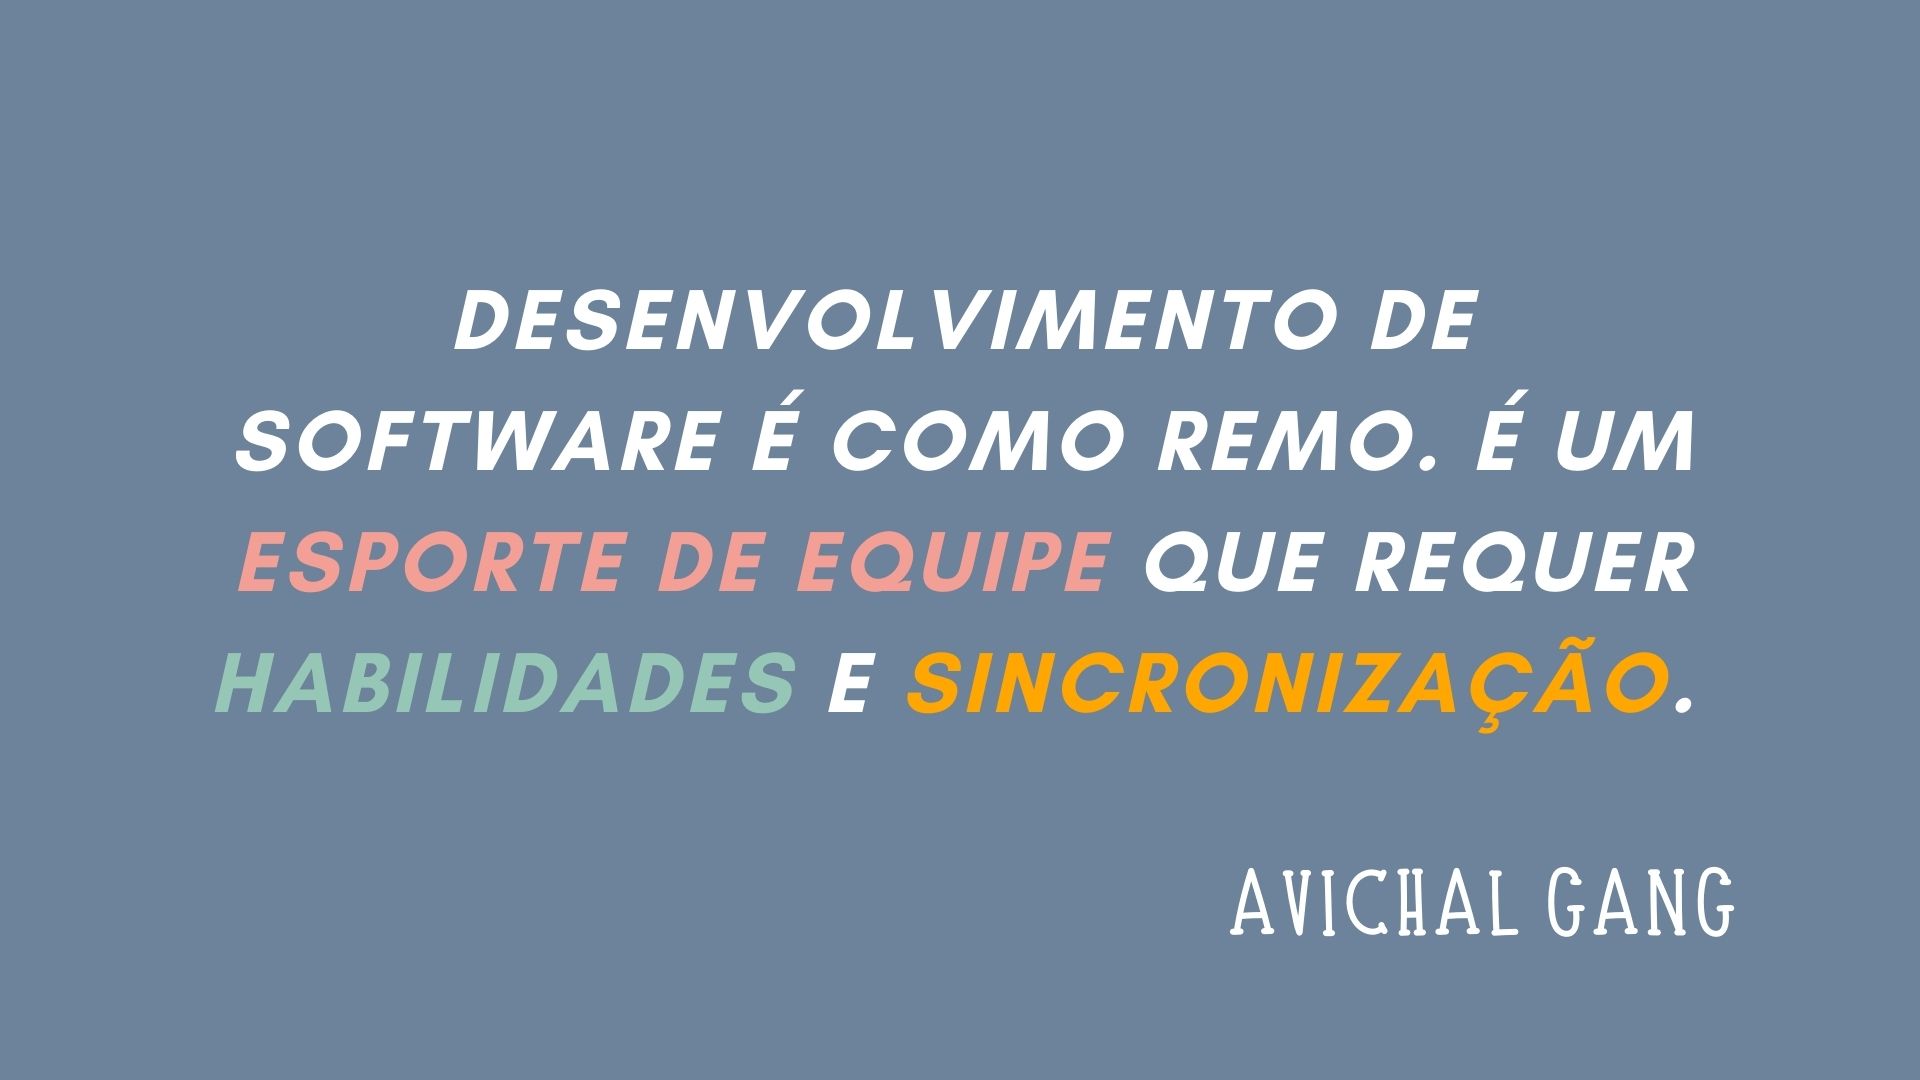 DESENVOLVIMENTO DE
SOFTWARE É COMO REMO. É UM
ESPORTE DE EQUIPE QUE REQUER
HABILIDADES E SINCRONIZAÇÃO.
AVICHAL GANG